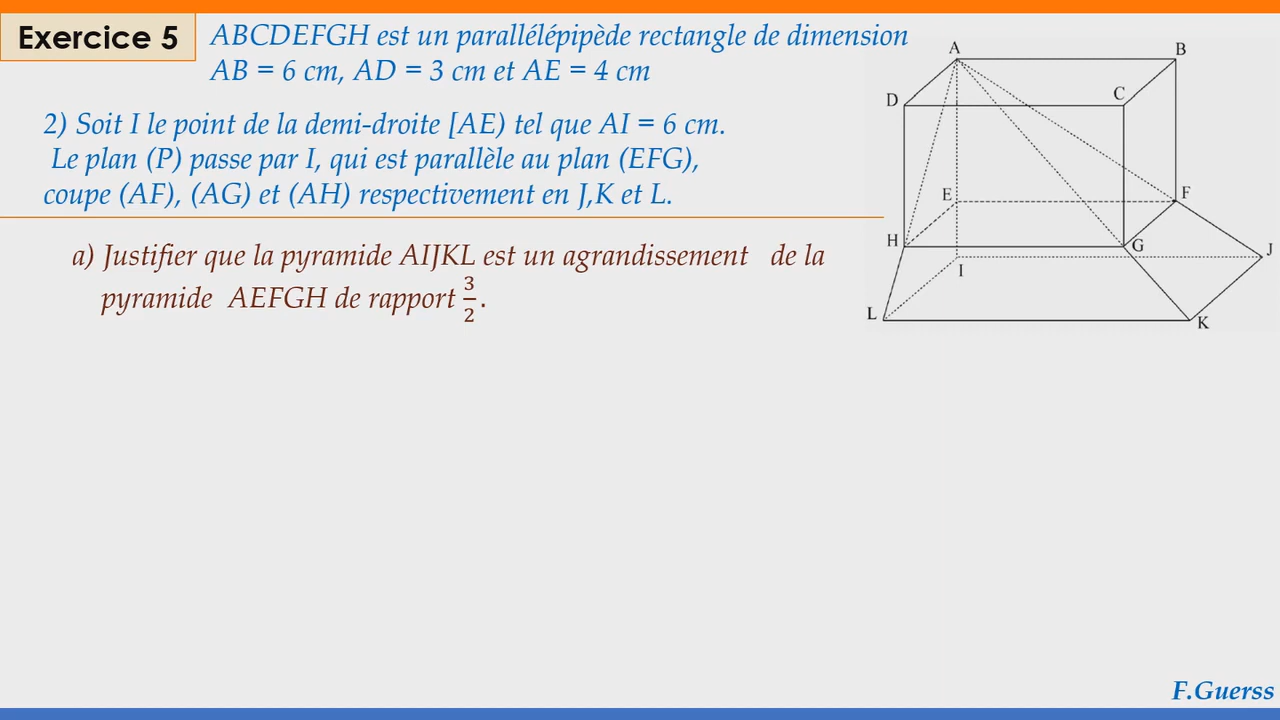 Exercice 5
ABCDEFGH est un parallélépipède rectangle de dimension
AB = 6 cm, AD = 3 cm et AE = 4 cm
2) Soit I le point de la demi-droite [AE) tel que AI = 6 cm.
Le plan (P) passe par I, qui est parallèle au plan (EFG),
coupe (AF), (AG) et (AH) respectivement en J,K et L.
a) Justifier que la pyramide AIJKL est un agrandissement de la
pyramide AEFGH de rapport 3/2.
A
B
D
C
E
F
H
G
J
I
L
K
F.Guerss